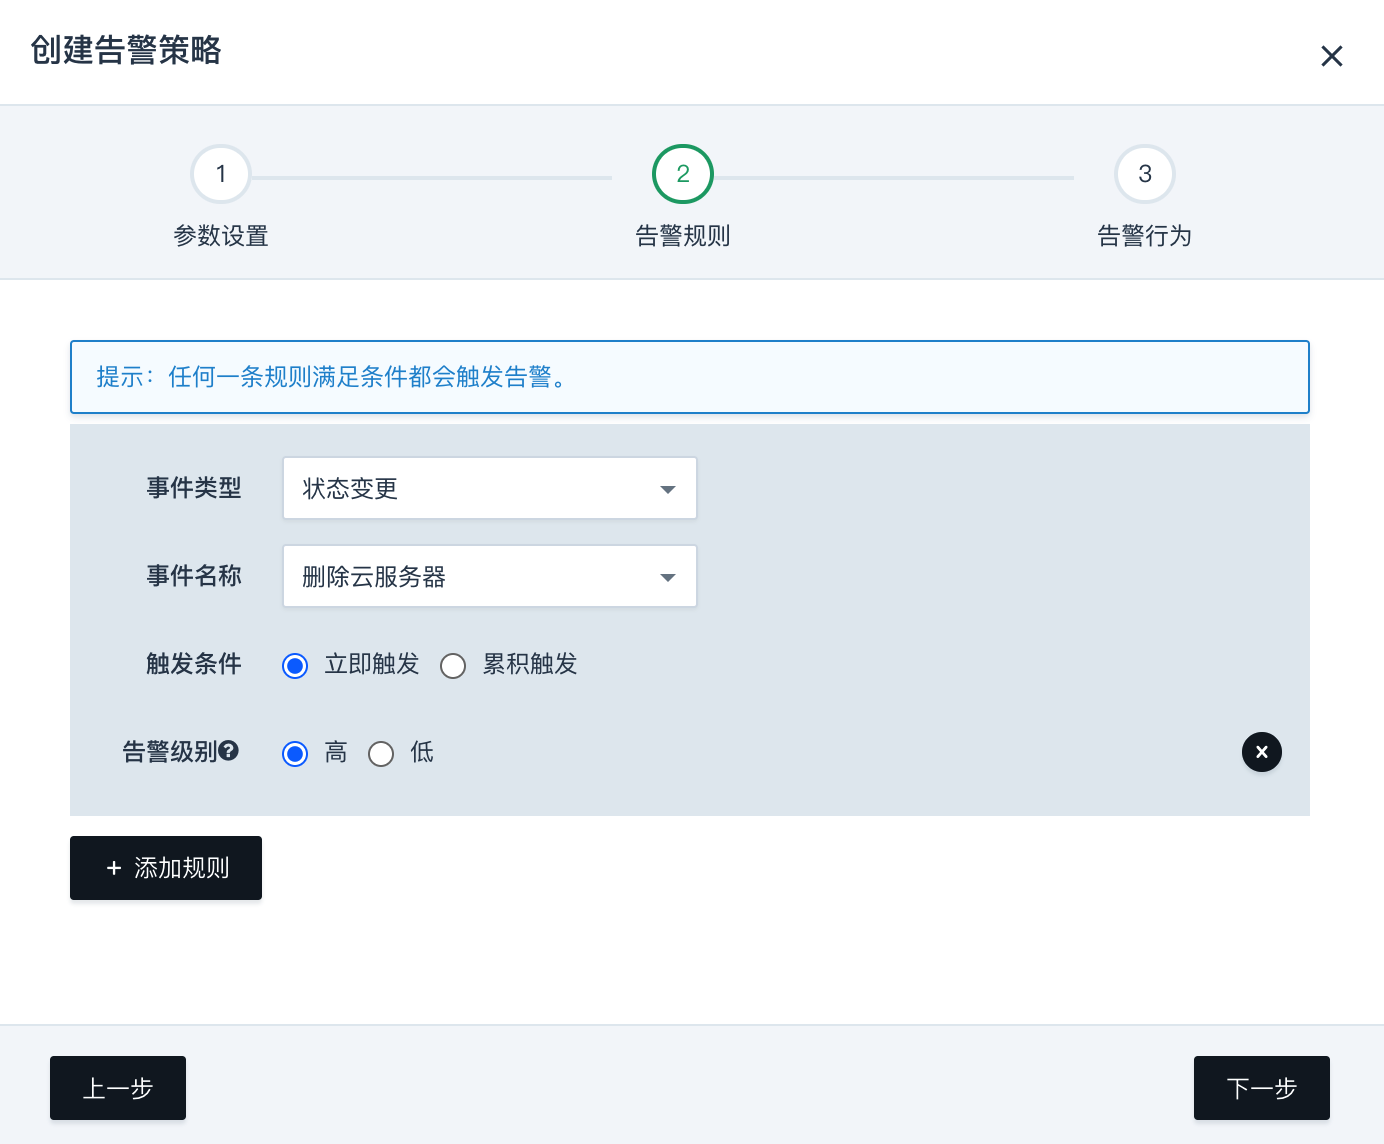 创建告警策略
1
2
3
参数设置
告警规则
告警行为
提示：任何一条规则满足条件都会触发告警。
事件类型
状态变更
事件名称
删除云服务器
触发条件
立即触发
累积触发
告警级别
高
低
+ 添加规则
上一步
下一步